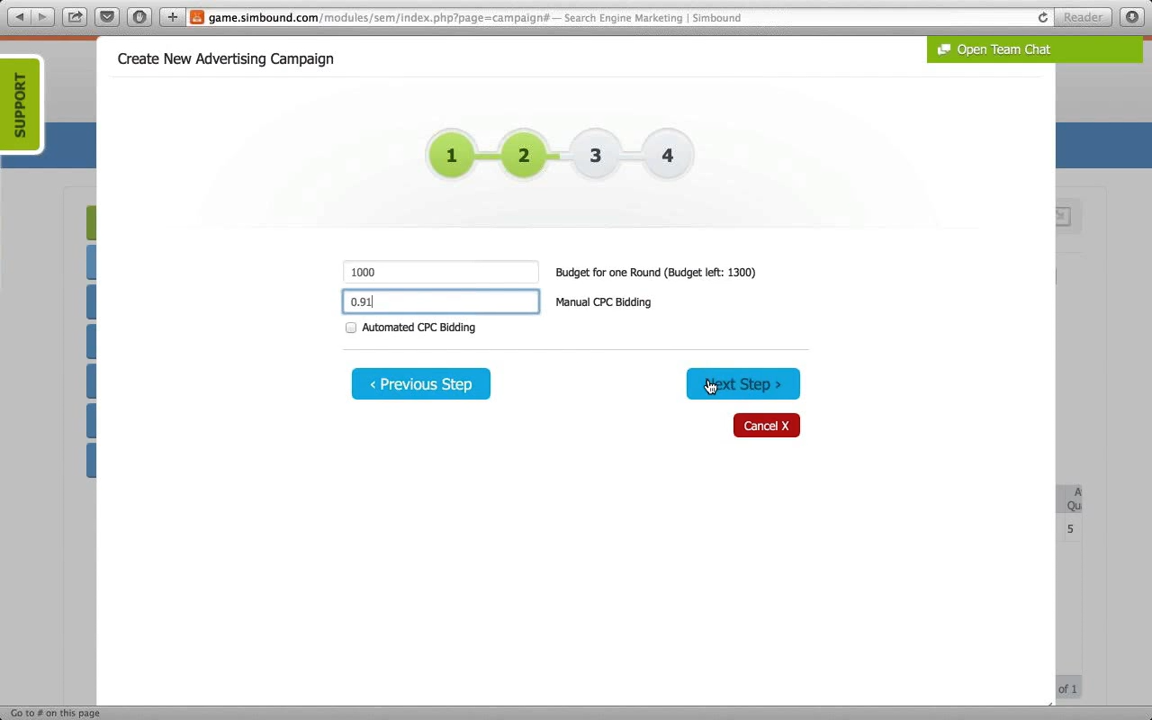 game.simbound.com/modules/sem/index.php?page=campaign# — Search Engine Marketing | Simbound
Reader
Create New Advertising Campaign
Open Team Chat
SUPPORT
1 2 3 4
1000 Budget for one Round (Budget left: 1300)
0.91 Manual CPC Bidding
Automated CPC Bidding
‹ Previous Step
Next Step ›
Cancel X
5
of 1
Go to # on this page